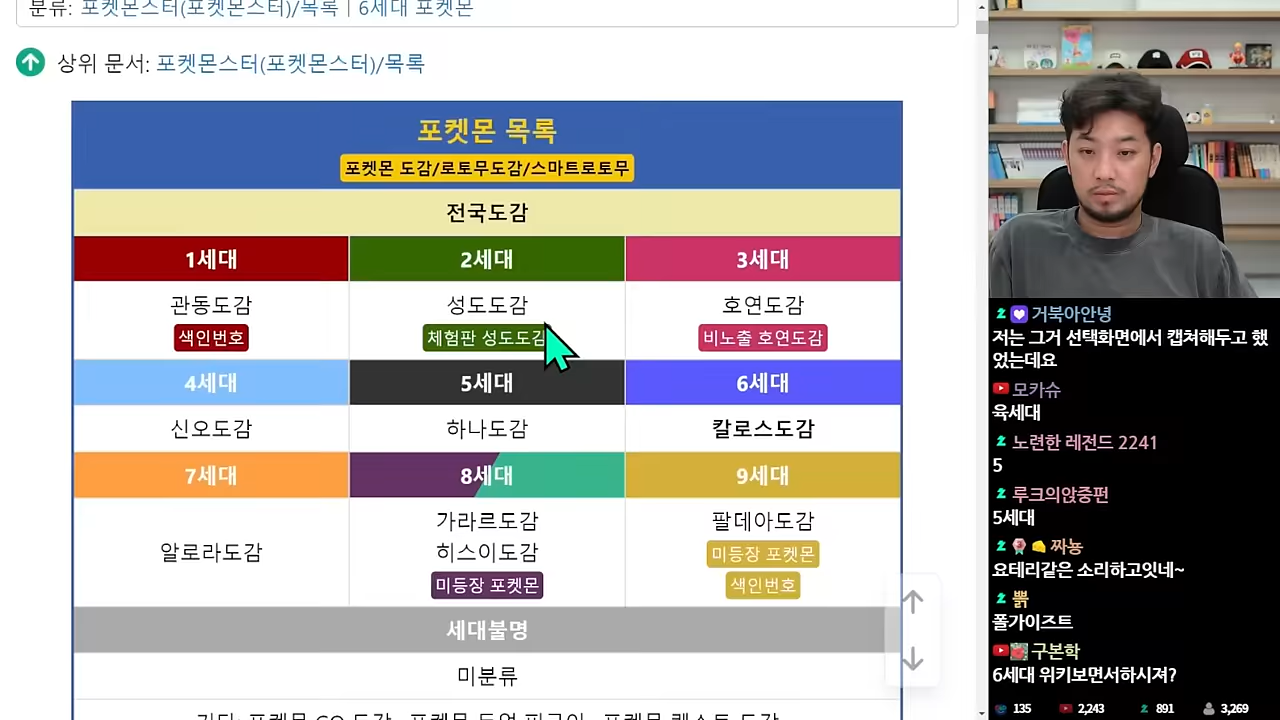 분류: 포켓몬스터(포켓몬스터)/목록 | 6세대 포켓몬
상위 문서: 포켓몬스터(포켓몬스터)/목록
포켓몬 목록
포켓몬 도감/로토무도감/스마트로토무
전국도감
1세대 2세대 3세대
관동도감 성도도감 호연도감
색인번호 체험판 성도도감 비노출 호연도감
4세대 5세대 6세대
신오도감 하나도감 칼로스도감
7세대 8세대 9세대
알로라도감
가라르도감
히스이도감
미등장 포켓몬
팔데아도감
미등장 포켓몬
색인번호
세대불명
미분류
거북아안녕
저는 그거 선택화면에서 캡쳐해두고 했
었는데요
모카슈
육세대
노련한 레전드 2241
5
루크의앉중펀
5세대
짜뇽
요테리같은 소리하고잇네~
뿕
폴가이즈트
구본학
6세대 위키보면서하시져?
135 2,243 891 3,269